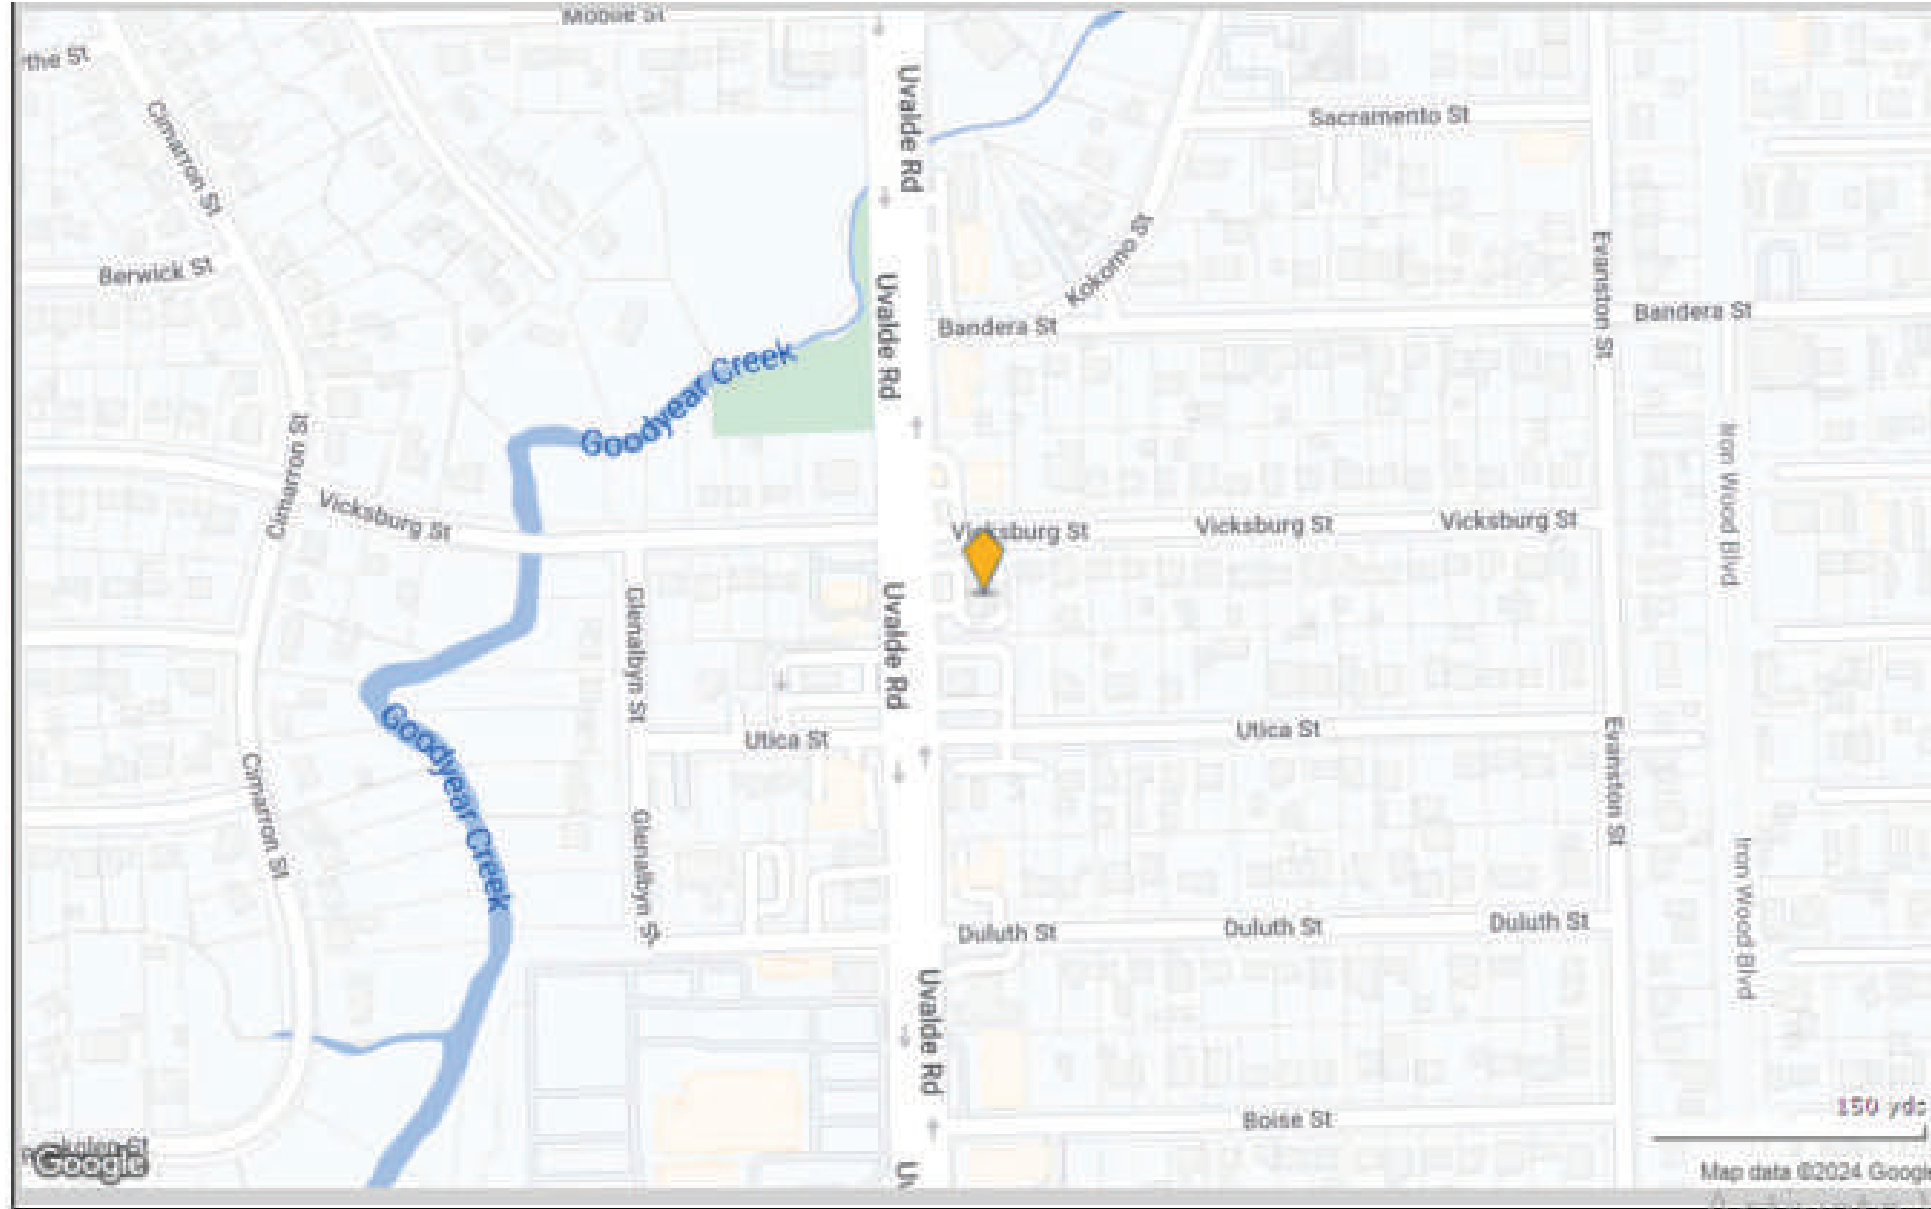 Mobile St
the St
Cimarron St
Uvalde Rd
Sacramento St
Kokomo St
Berwick St
Evanston St
Bandera St
Bandera St
Uvalde Rd
Goodyear Creek
Cimarron St
Vicksburg St
Vicksburg St
Vicksburg St
Vicksburg St
Iron Wood Blvd
Glenalbyn St
Uvalde Rd
Goodyear Creek
Utica St
Utica St
Evanston St
Cimarron St
Glenalbyn St
Duluth St
Duluth St
Duluth St
Iron Wood Blvd
Uvalde Rd
Boise St
150 yds
Google
Uv
Map data ©2024 Google